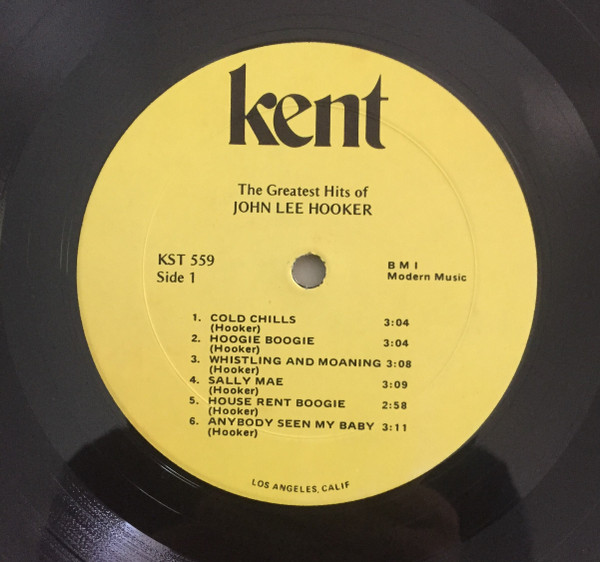 kent
The Greatest Hits of
JOHN LEE HOOKER
KST 559
Side 1
B M I
Modern Music
1. COLD CHILLS 3:04
(Hooker)
2. HOOGIE BOOGIE 3:04
(Hooker)
3. WHISTLING AND MOANING 3:08
(Hooker)
4. SALLY MAE 3:09
(Hooker)
5. HOUSE RENT BOOGIE 2:58
(Hooker)
6. ANYBODY SEEN MY BABY 3:11
(Hooker)
LOS ANGELES, CALIF